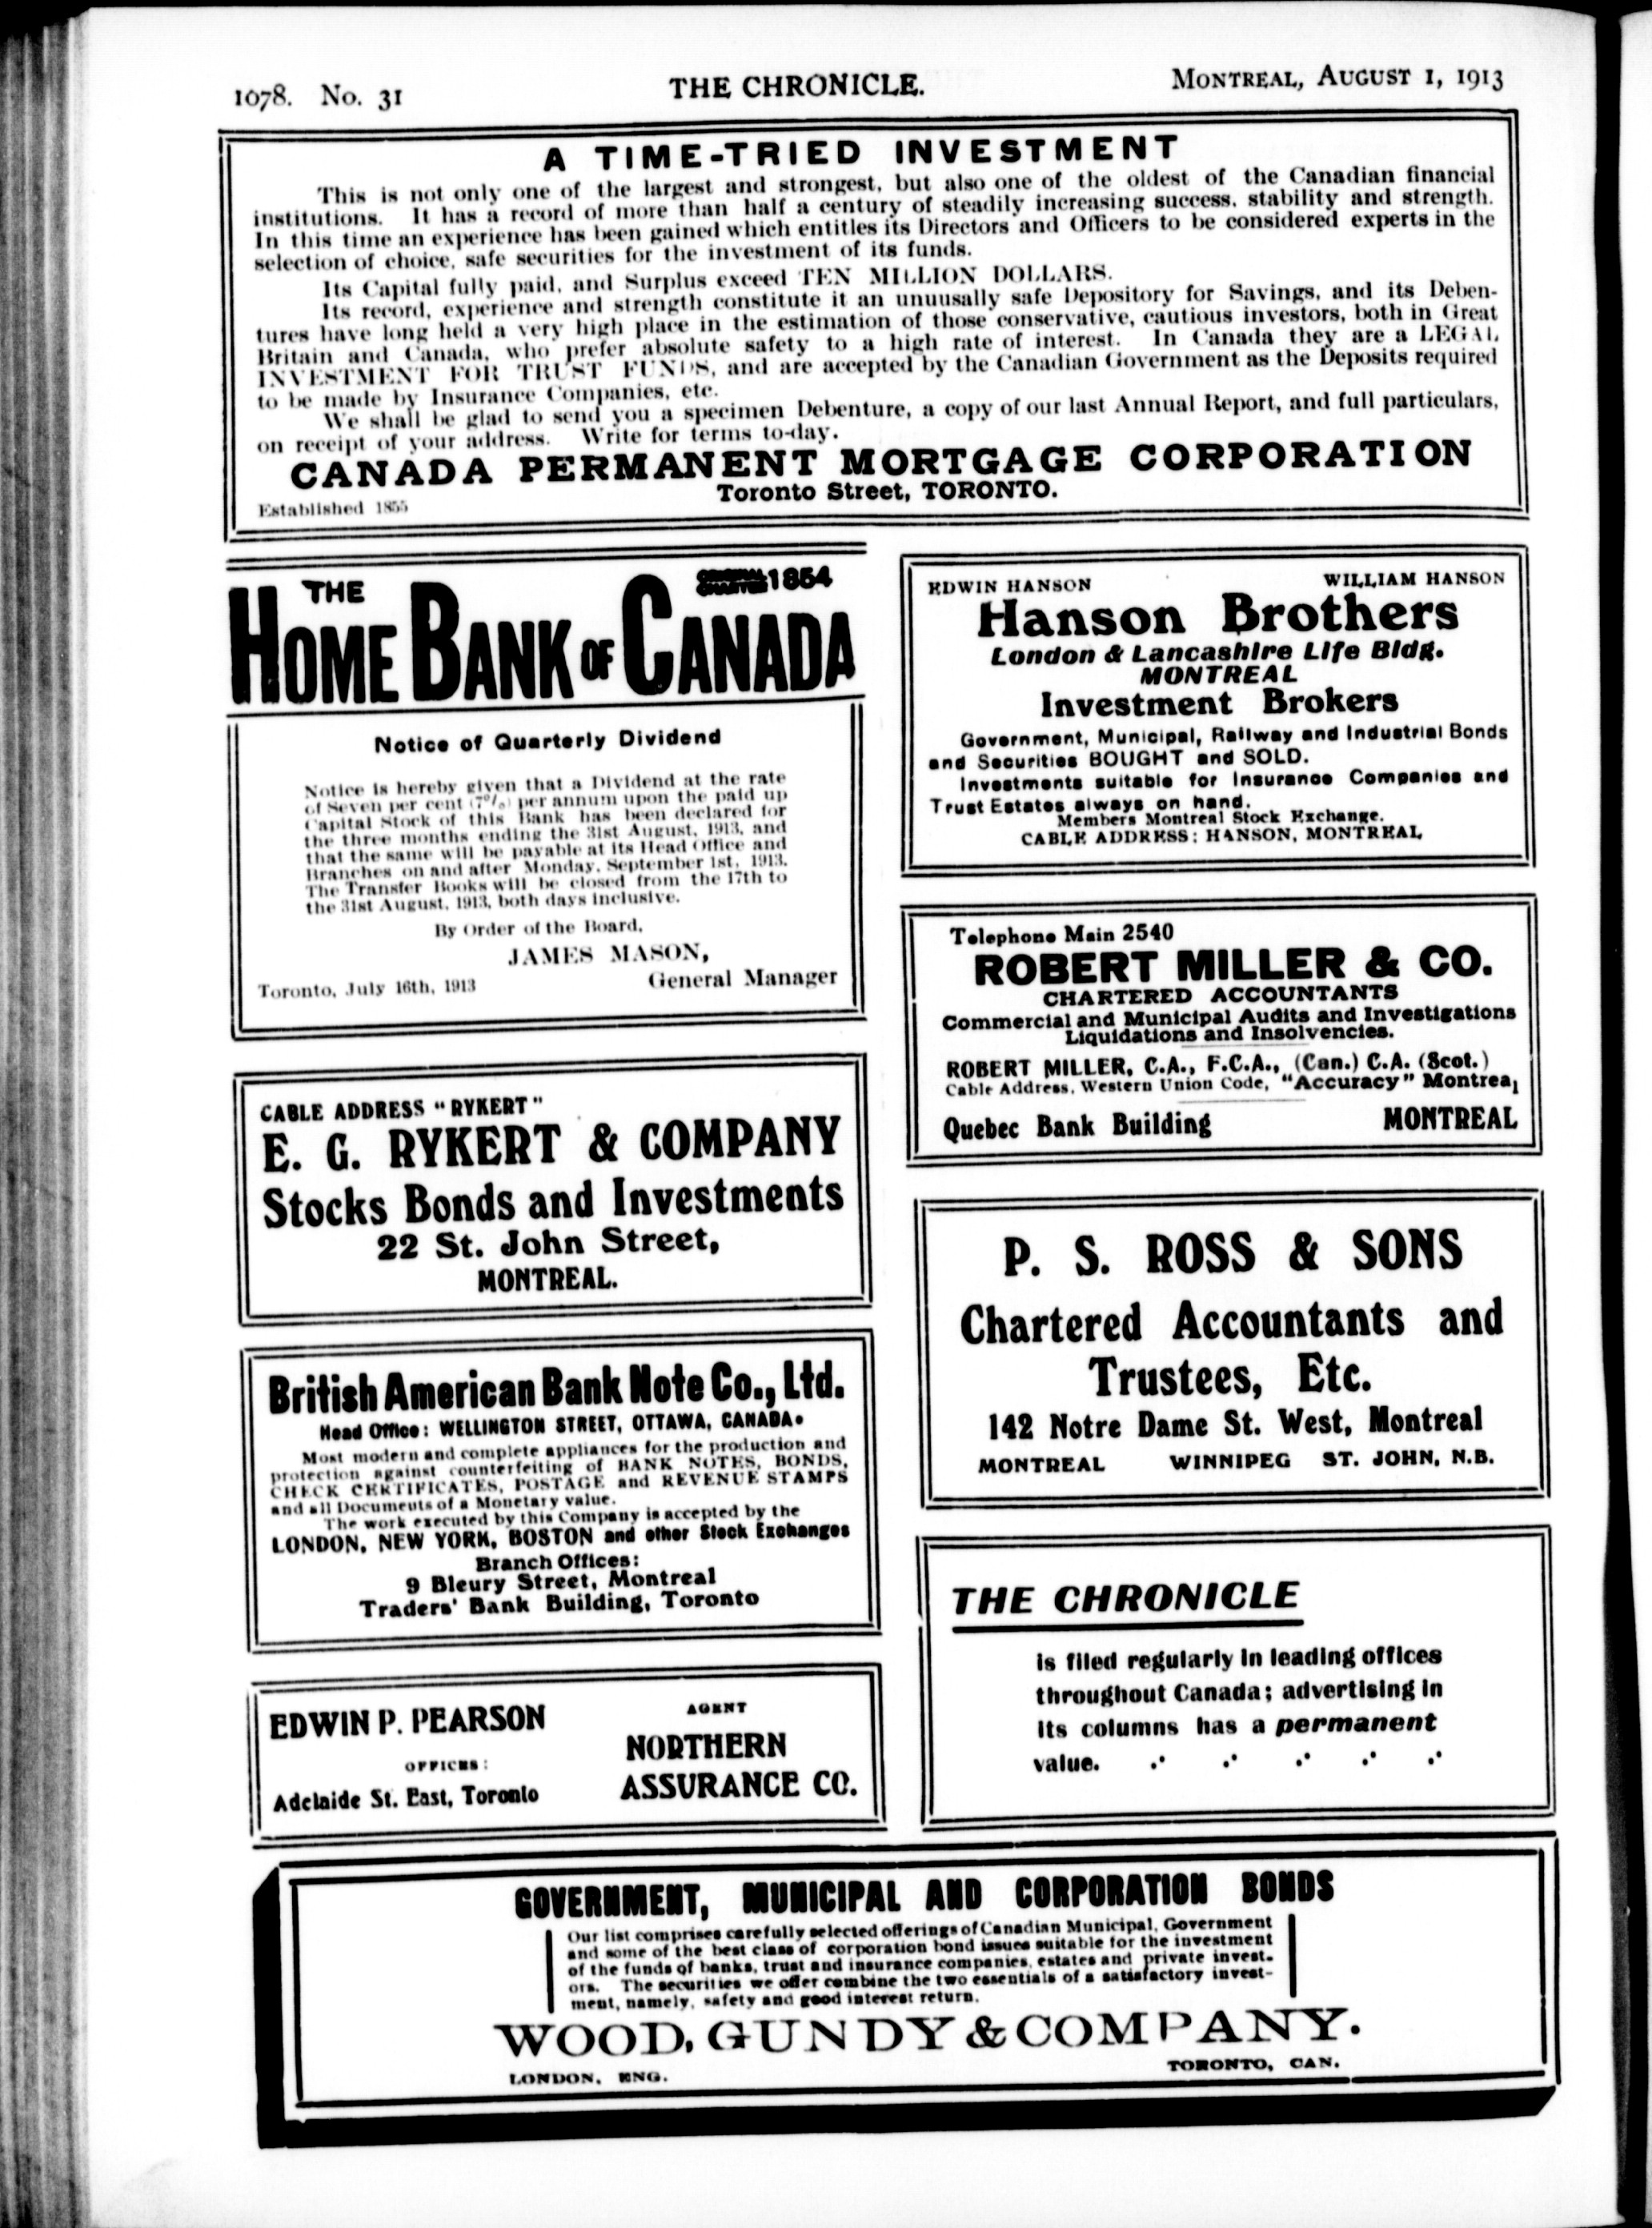 1078. No. 31
THE CHRONICLE.
MONTREAL, AUGUST 1, 1913
A TIME-TRIED INVESTMENT
This is not only one of the largest and strongest, but also one of the oldest of the Canadian financial
institutions. It has a record of more than half a century of steadily increasing success, stability and strength.
In this time an experience has been gained which entitles its Directors and Officers to be considered experts in the
selection of choice, safe securities for the investment of its funds.
Its Capital fully paid, and Surplus exceed TEN MILLION DOLLARS.
Its record, experience and strength constitute it an unuusally safe Depository for Savings, and its Deben-
tures have long held a very high place in the estimation of those conservative, cautious investors, both in Great
Britain and Canada, who prefer absolute safety to a high rate of interest. In Canada they are a LEGAL
INVESTMENT FOR TRUST FUNDS, and are accepted by the Canadian Government as the Deposits required
to be made by Insurance Companies, etc.
We shall be glad to send you a specimen Debenture, a copy of our last Annual Report, and full particulars,
on receipt of your address. Write for terms to-day.
CANADA PERMANENT MORTGAGE CORPORATION
Toronto Street, TORONTO.
Established 1855
THE
ORIGINAL
CHARTER 1854
HOME BANK OF CANADA
Notice of Quarterly Dividend
Notice is hereby given that a Dividend at the rate
of Seven per cent (7%) per annum upon the paid up
Capital Stock of this Bank has been declared for
the three months ending the 31st August, 1913, and
that the same will be payable at its Head Office and
Branches on and after Monday, September 1st, 1913.
The Transfer Books will be closed from the 17th to
the 31st August, 1913, both days inclusive.
By Order of the Board,
JAMES MASON,
Toronto, July 16th, 1913
General Manager
CABLE ADDRESS "RYKERT"
E. G. RYKERT & COMPANY
Stocks Bonds and Investments
22 St. John Street,
MONTREAL.
British American Bank Note Co., Ltd.
Head Office: WELLINGTON STREET, OTTAWA, CANADA.
Most modern and complete appliances for the production and
protection against counterfeiting of BANK NOTES, BONDS,
CHECK CERTIFICATES, POSTAGE and REVENUE STAMPS
and all Documents of a Monetary value.
The work executed by this Company is accepted by the
LONDON, NEW YORK, BOSTON and other Stock Exchanges
Branch Offices:
9 Bleury Street, Montreal
Traders' Bank Building, Toronto
EDWIN P. PEARSON
OFFICES:
Adelaide St. East, Toronto
AGENT
NORTHERN
ASSURANCE CO.
EDWIN HANSON
WILLIAM HANSON
Hanson Brothers
London & Lancashire Life Bldg.
MONTREAL
Investment Brokers
Government, Municipal, Railway and Industrial Bonds
and Securities BOUGHT and SOLD.
Investments suitable for Insurance Companies and
Trust Estates always on hand.
Members Montreal Stock Exchange.
CABLE ADDRESS: HANSON, MONTREAL
Telephone Main 2540
ROBERT MILLER & CO.
CHARTERED ACCOUNTANTS
Commercial and Municipal Audits and Investigations
Liquidations and Insolvencies.
ROBERT MILLER, C.A., F.C.A., (Can.) C.A. (Scot.)
Cable Address, Western Union Code, "Accuracy" Montreal
Quebec Bank Building
MONTREAL
P. S. ROSS & SONS
Chartered Accountants and
Trustees, Etc.
142 Notre Dame St. West, Montreal
MONTREAL WINNIPEG ST. JOHN, N.B.
THE CHRONICLE
is filed regularly in leading offices
throughout Canada; advertising in
its columns has a permanent
value.
GOVERNMENT, MUNICIPAL AND CORPORATION BONDS
Our list comprises carefully selected offerings of Canadian Municipal, Government
and some of the best class of corporation bond issues suitable for the investment
of the funds of banks, trust and insurance companies, estates and private invest-
ors. The securities we offer combine the two essentials of a satisfactory invest-
ment, namely, safety and good interest return.
WOOD, GUNDY & COMPANY.
LONDON, ENG.
TORONTO, CAN.